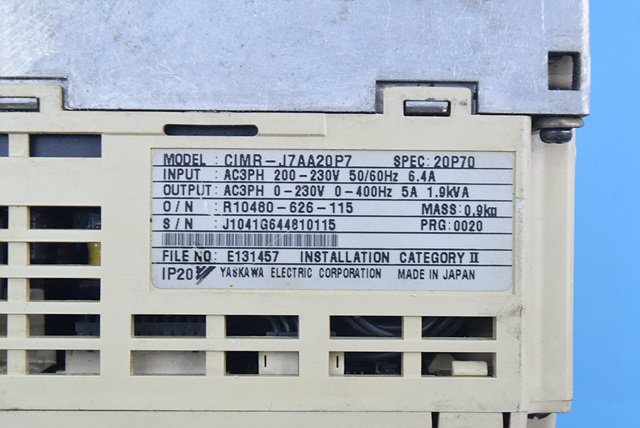 MODEL : CIMR-J7AA20P7 SPEC: 20P70
INPUT : AC3PH 200-230V 50/60Hz 6.4A
OUTPUT: AC3PH 0-230V 0-400Hz 5A 1.9kVA
O/N : R10480-626-115 MASS: 0.9kg
S/N : J1041G644810115 PRG: 0020
FILE NO: E131457 INSTALLATION CATEGORY II
IP20 YASKAWA ELECTRIC CORPORATION MADE IN JAPAN